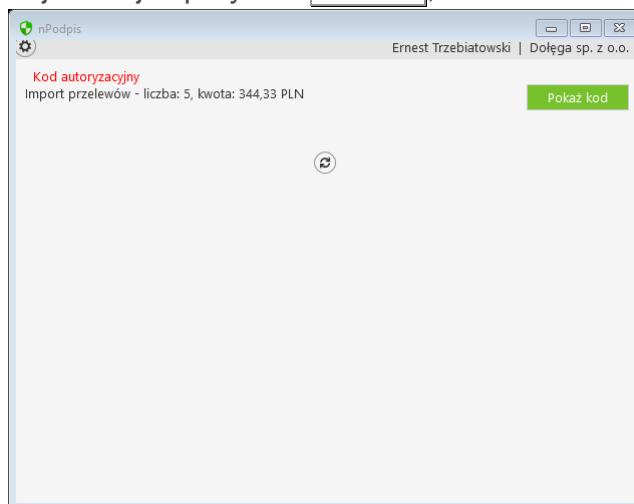 nPodpis
Ernest Trzebiatowski | Dołęga sp. z o.o.
Kod autoryzacyjny
Import przelewów - liczba: 5, kwota: 344,33 PLN
Pokaż kod